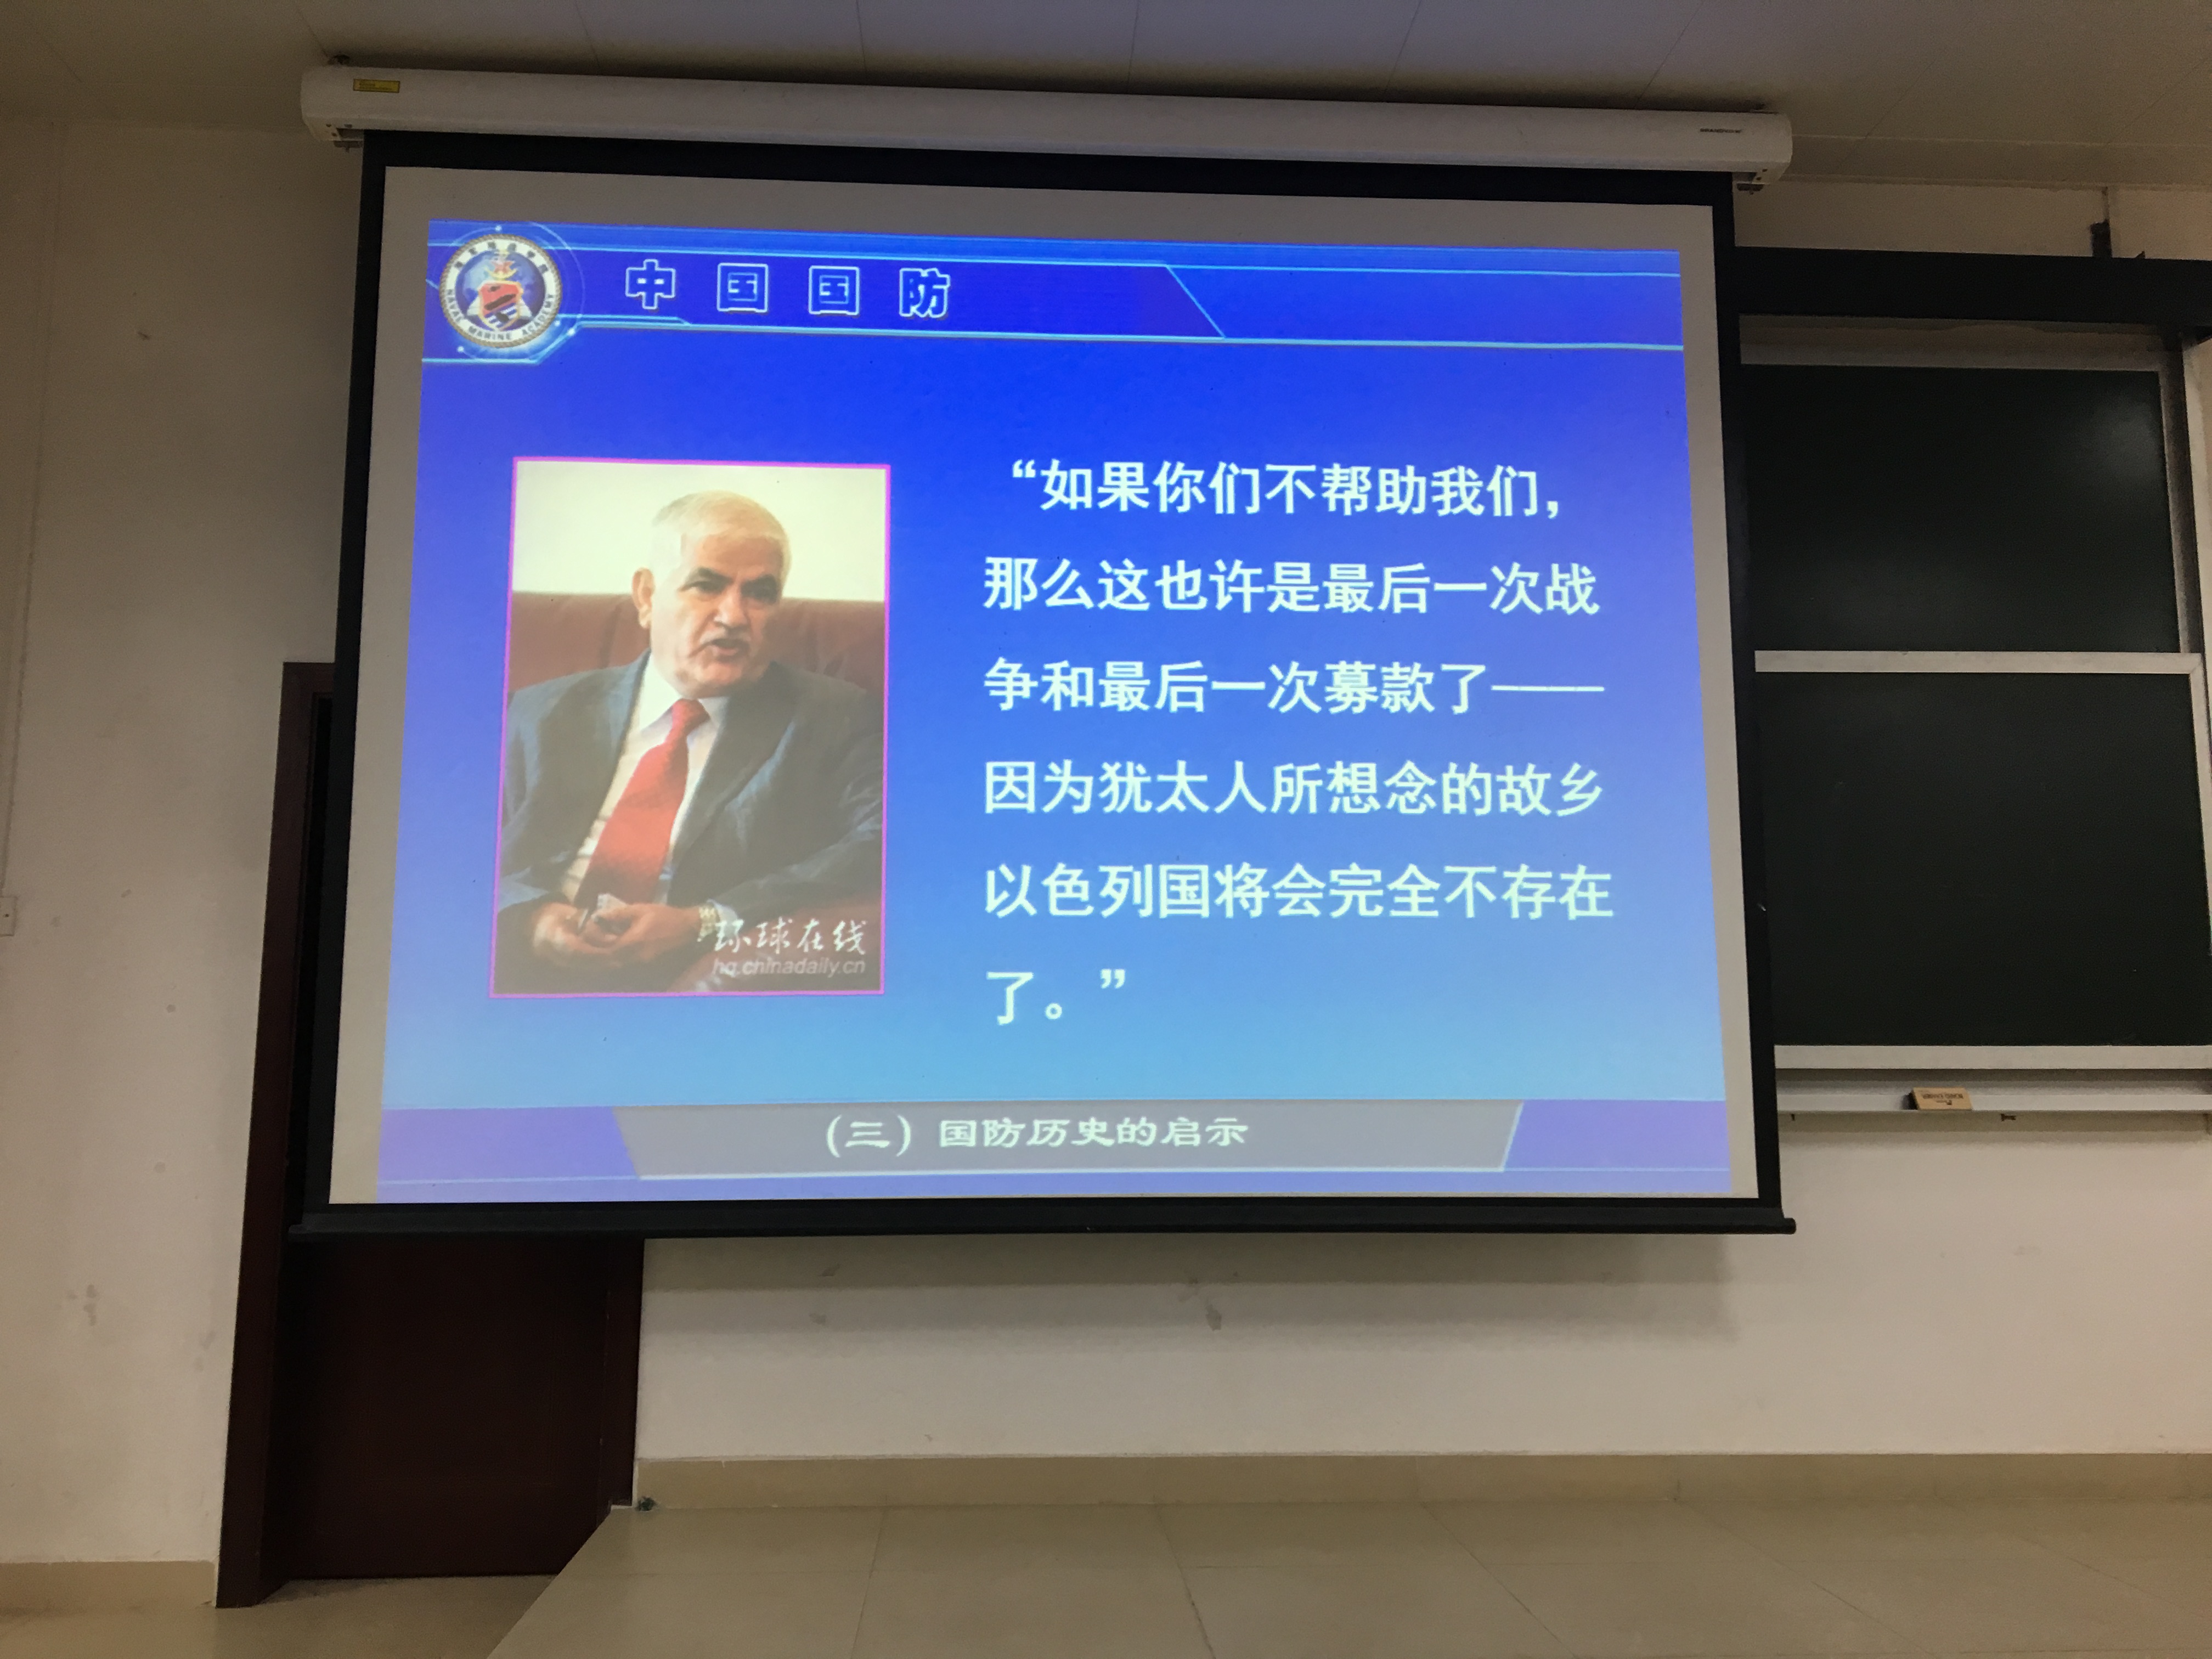 中国国防
NAVAL MARINE ACADEMY
“如果你们不帮助我们，
那么这也许是最后一次战
争和最后一次募款了——
因为犹太人所想念的故乡
以色列国将会完全不存在
了。”
环球在线
hq.chinadaily.cn
(三) 国防历史的启示